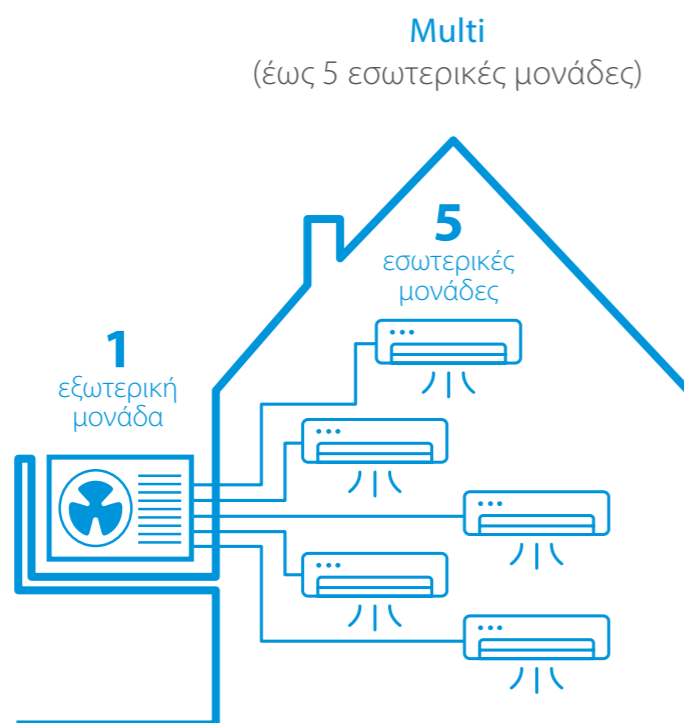 Multi
(έως 5 εσωτερικές μονάδες)
5
εσωτερικές
μονάδες
1
εξωτερική
μονάδα